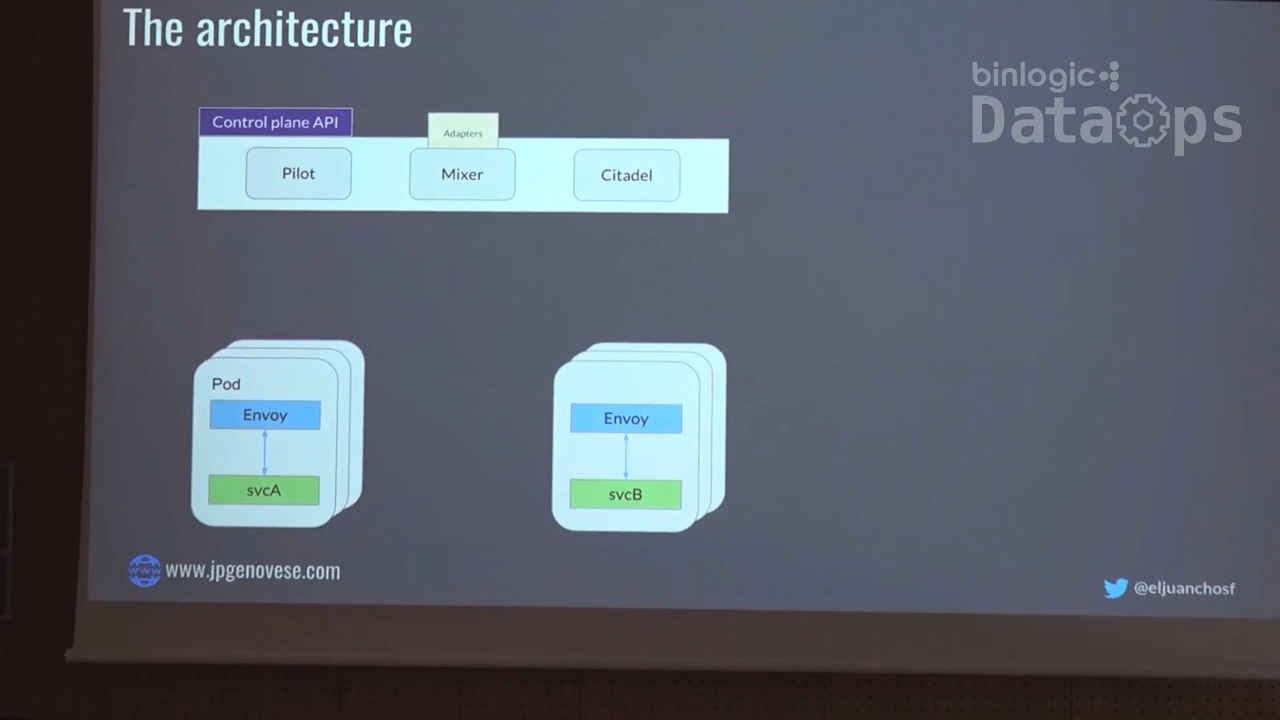 The architecture
binlogic
DataOps
Control plane API
Adapters
Pilot
Mixer
Citadel
Pod
Envoy
svcA
Envoy
svcB
www.jpgenovese.com
@eljuanchosf